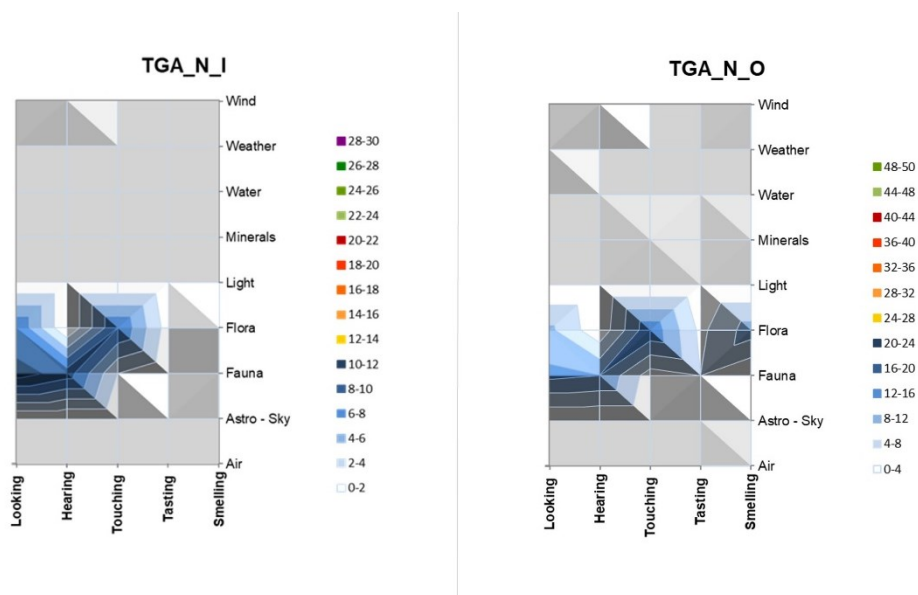 TGA_N_I
Wind
Weather
Water
Minerals
Light
Flora
Fauna
Astro - Sky
Air
Looking
Hearing
Touching
Tasting
Smelling
28-30
26-28
24-26
22-24
20-22
18-20
16-18
14-16
12-14
10-12
8-10
6-8
4-6
2-4
0-2
TGA_N_O
Wind
Weather
Water
Minerals
Light
Flora
Fauna
Astro - Sky
Air
Looking
Hearing
Touching
Tasting
Smelling
48-50
44-48
40-44
36-40
32-36
28-32
24-28
20-24
16-20
12-16
8-12
4-8
0-4